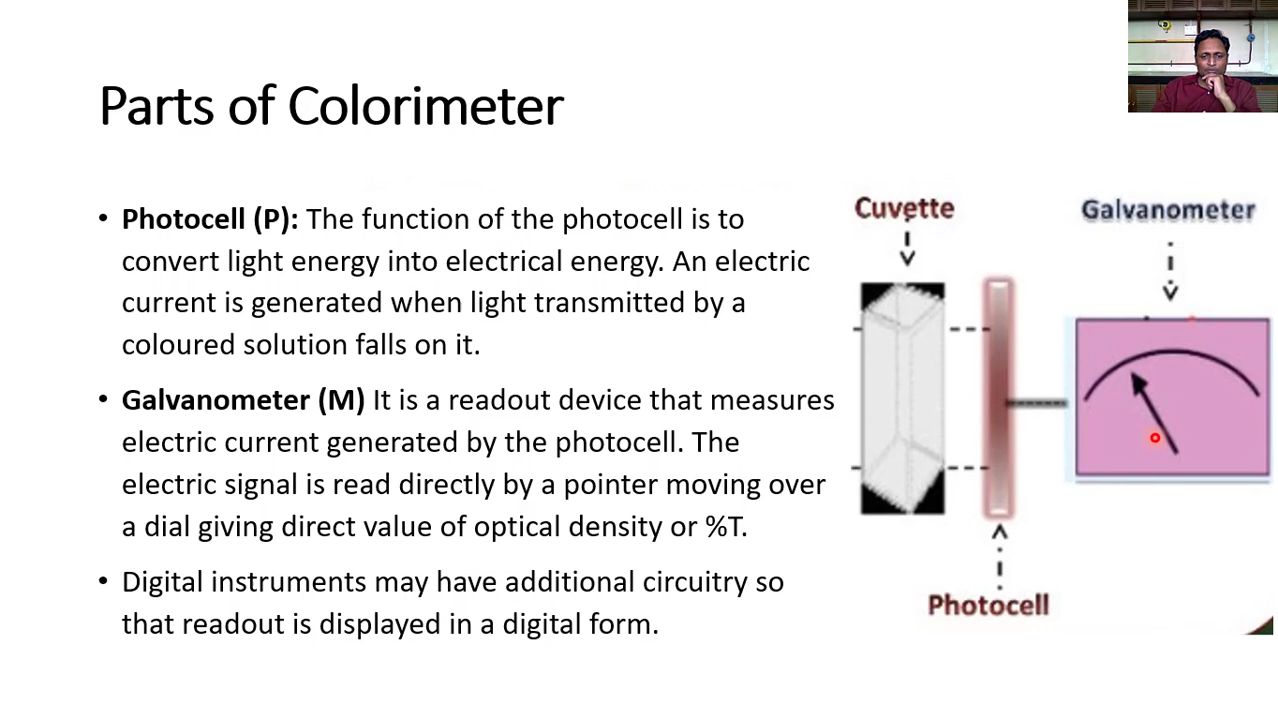 Parts of Colorimeter
• Photocell (P): The function of the photocell is to
convert light energy into electrical energy. An electric
current is generated when light transmitted by a
coloured solution falls on it.
• Galvanometer (M) It is a readout device that measures
electric current generated by the photocell. The
electric signal is read directly by a pointer moving over
a dial giving direct value of optical density or %T.
• Digital instruments may have additional circuitry so
that readout is displayed in a digital form.
Cuvette
Galvanometer
Photocell